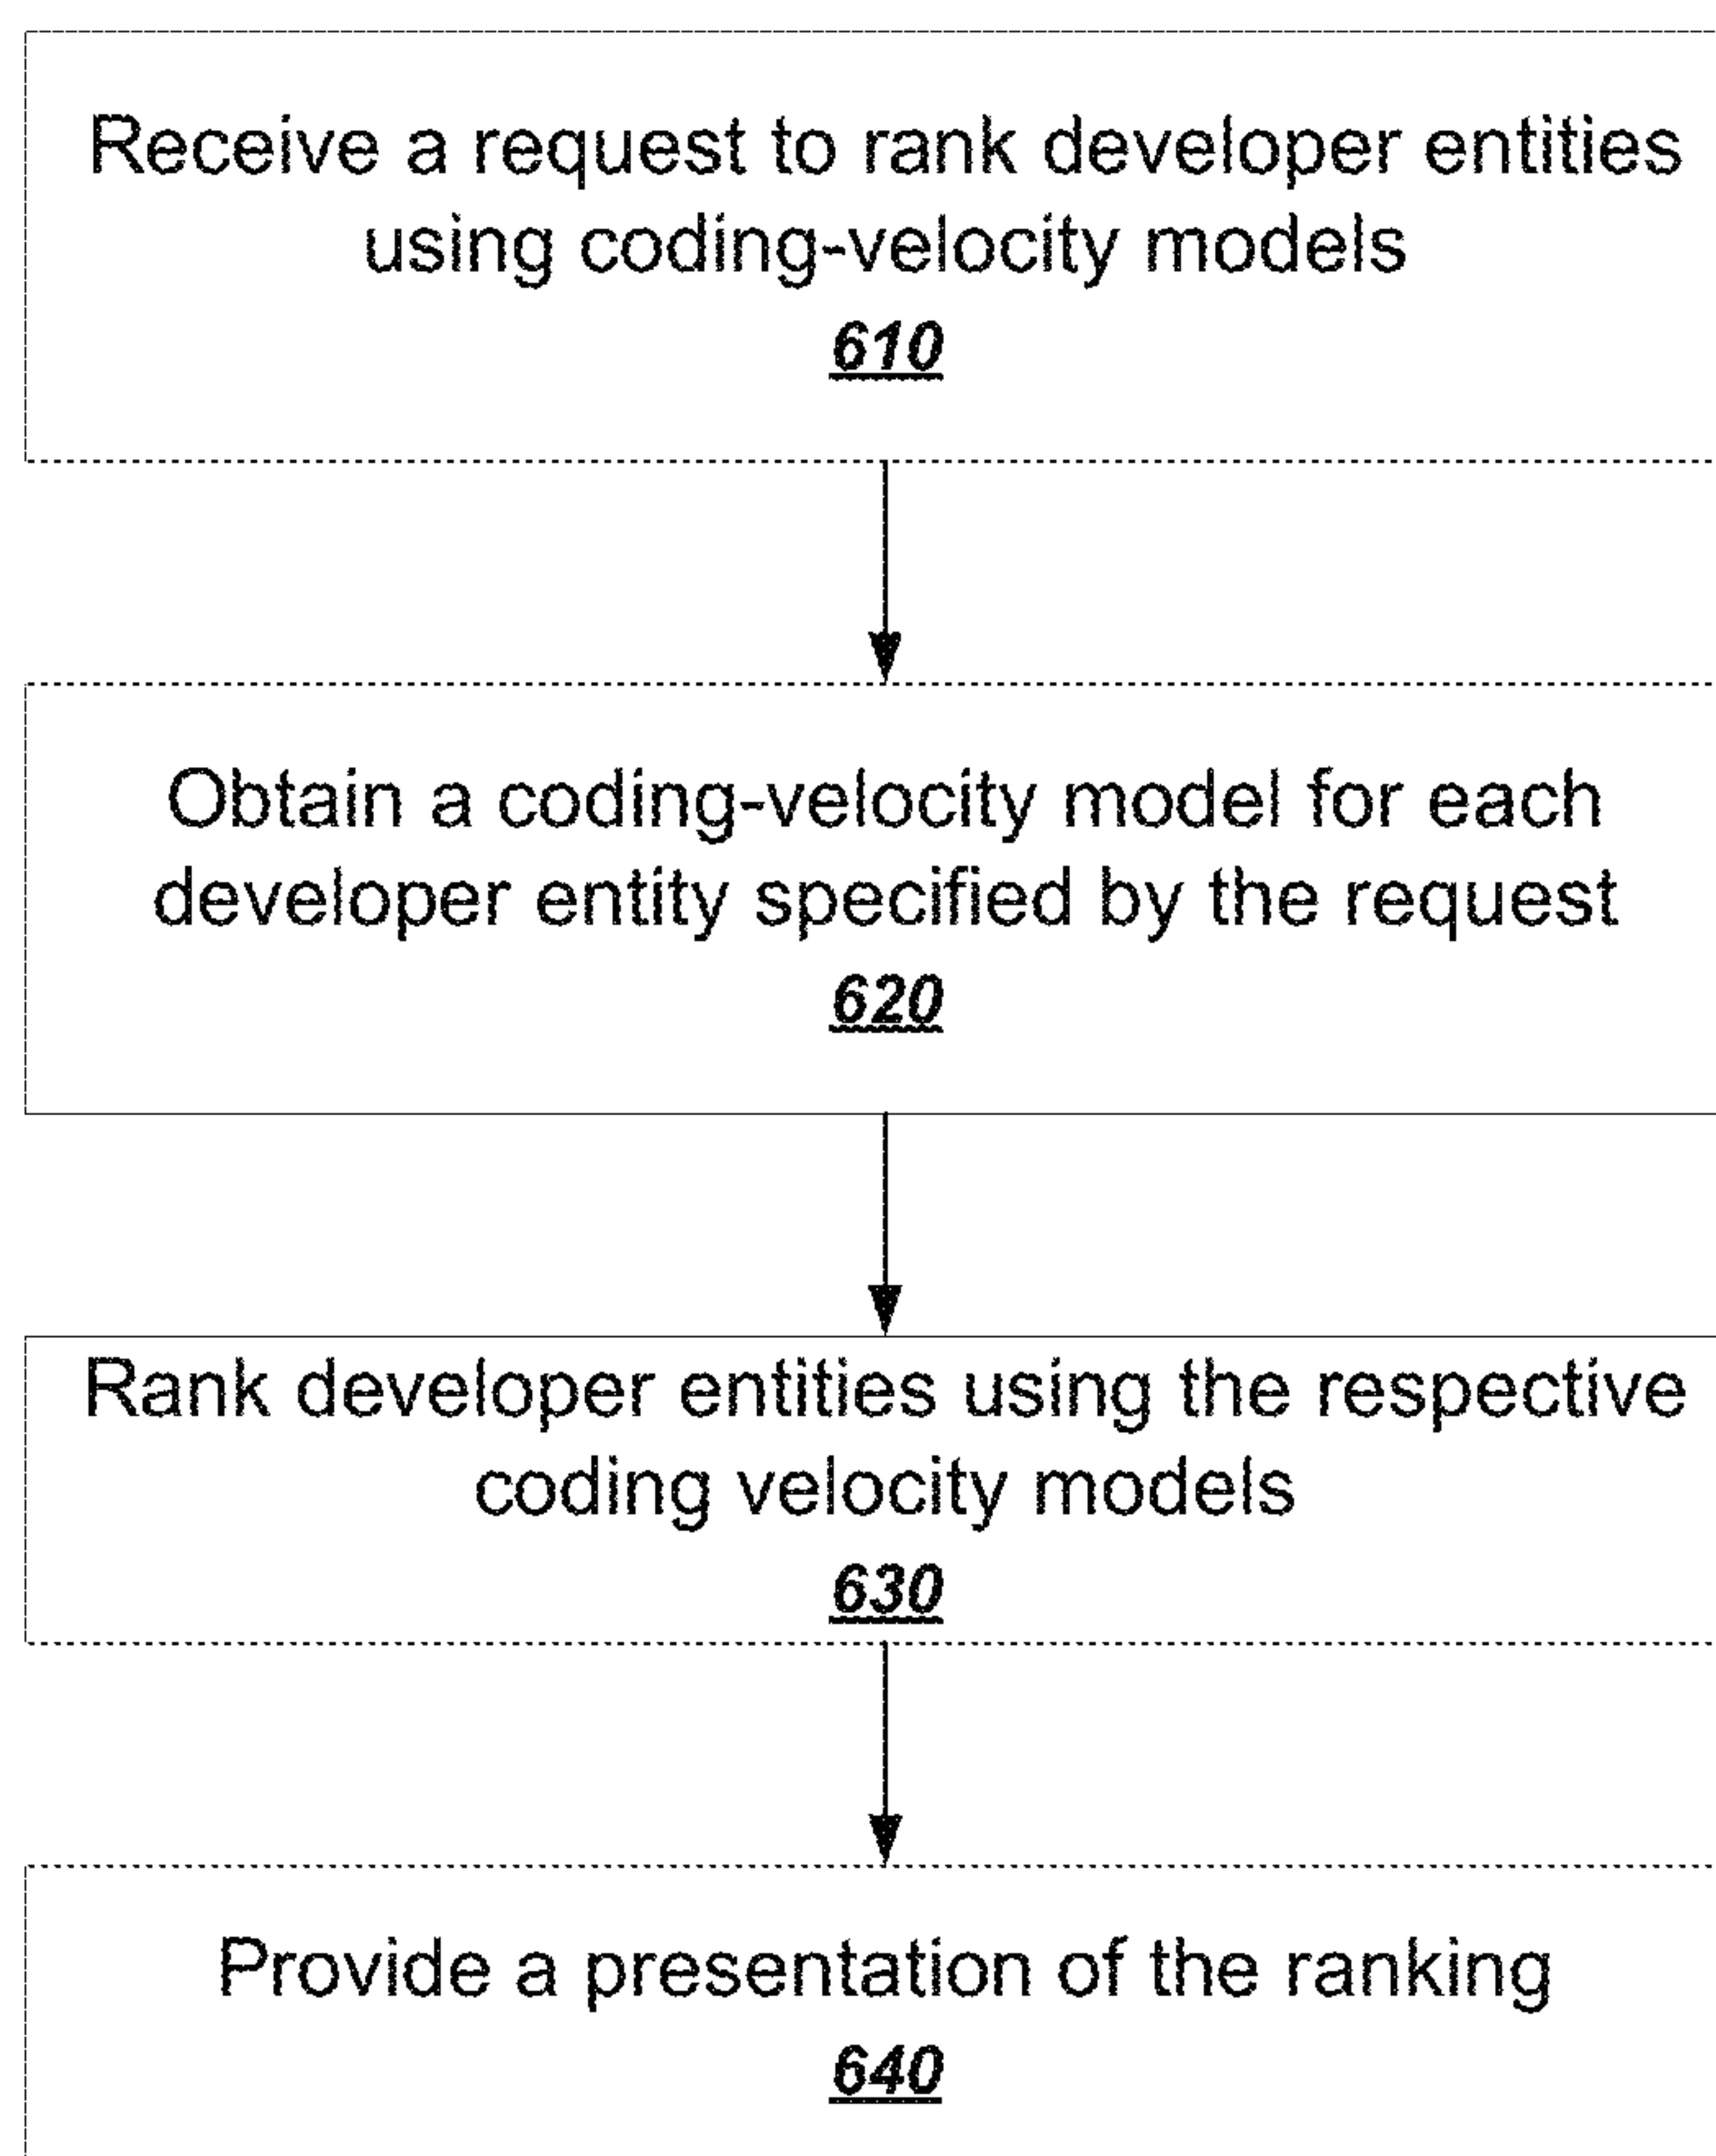 Receive a request to rank developer entities
using coding-velocity models
610
Obtain a coding-velocity model for each
developer entity specified by the request
620
Rank developer entities using the respective
coding velocity models
630
Provide a presentation of the ranking
640